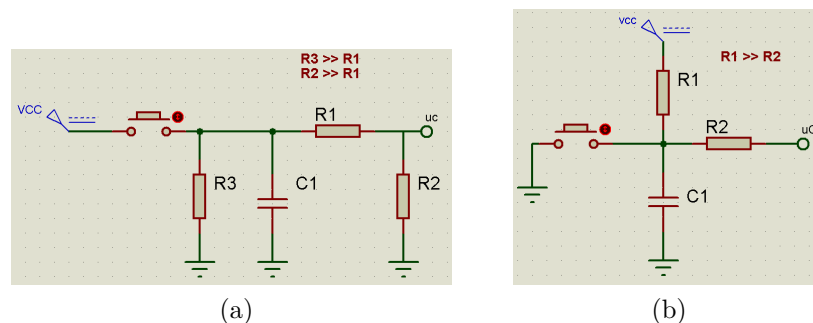 R3 >> R1
R2 >> R1
VCC
R1
uc
R3
C1
R2
(a)
vcc
R1 >> R2
R1
R2
uC
C1
(b)